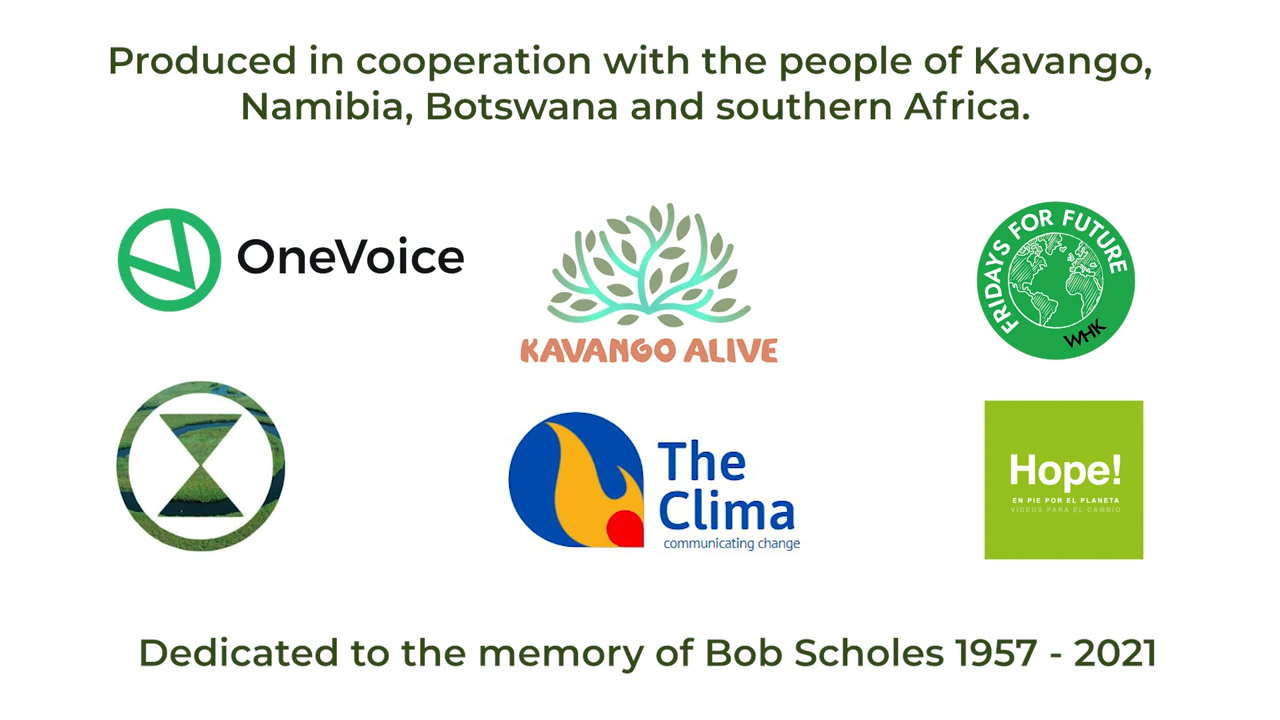 Produced in cooperation with the people of Kavango,
Namibia, Botswana and southern Africa.
OneVoice
KAVANGO ALIVE
FRIDAYS FOR FUTURE
WHK
The
Clima
communicating change
Hope!
EN PIE POR EL PLANETA
VÍDEOS PARA EL CAMBIO
Dedicated to the memory of Bob Scholes 1957 - 2021